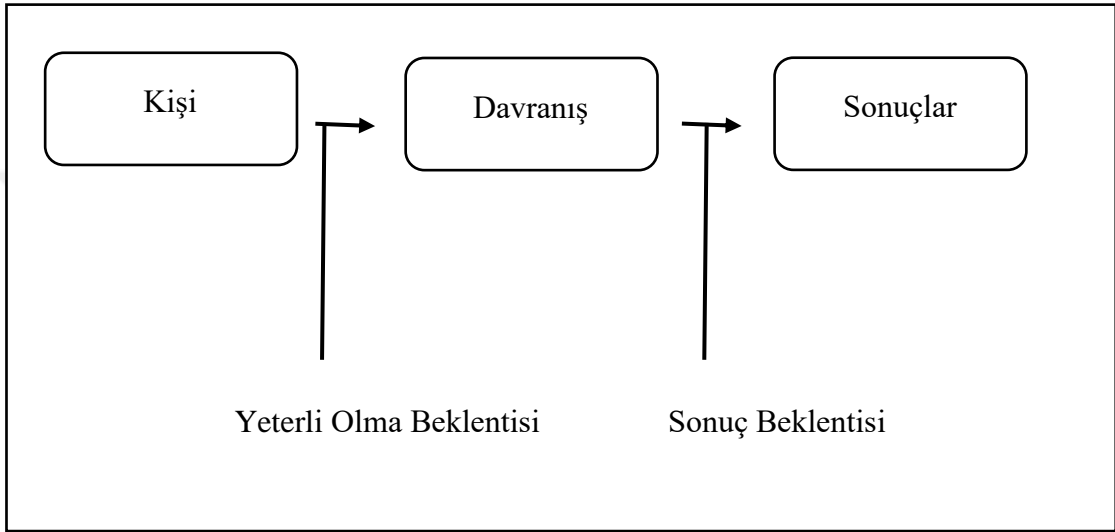 Kişi
Davranış
Sonuçlar
Yeterli Olma Beklentisi
Sonuç Beklentisi